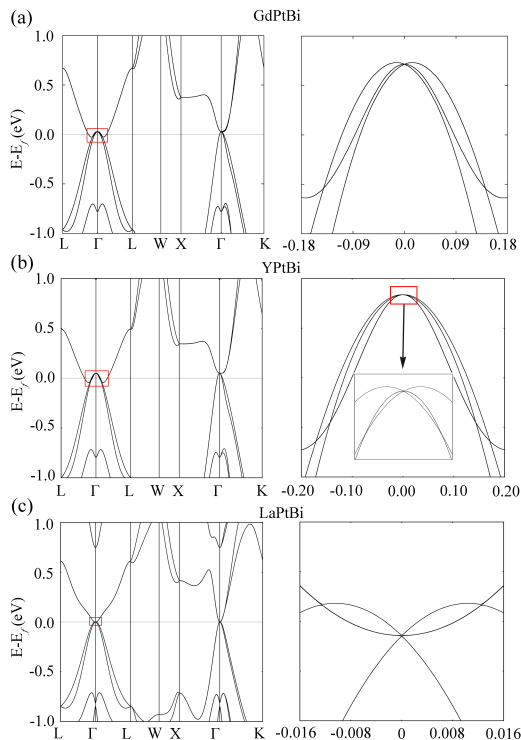 (a)
GdPtBi
E-Ef(eV)
1.0
0.5
0.0
-0.5
-1.0
L Γ L W X Γ K
-0.18 -0.09 0.0 0.09 0.18
(b)
YPtBi
E-Ef(eV)
1.0
0.5
0.0
-0.5
-1.0
L Γ L W X Γ K
-0.20 -0.10 0.00 0.10 0.20
(c)
LaPtBi
E-Ef(eV)
1.0
0.5
0.0
-0.5
-1.0
L Γ L W X Γ K
-0.016 -0.008 0 0.008 0.016